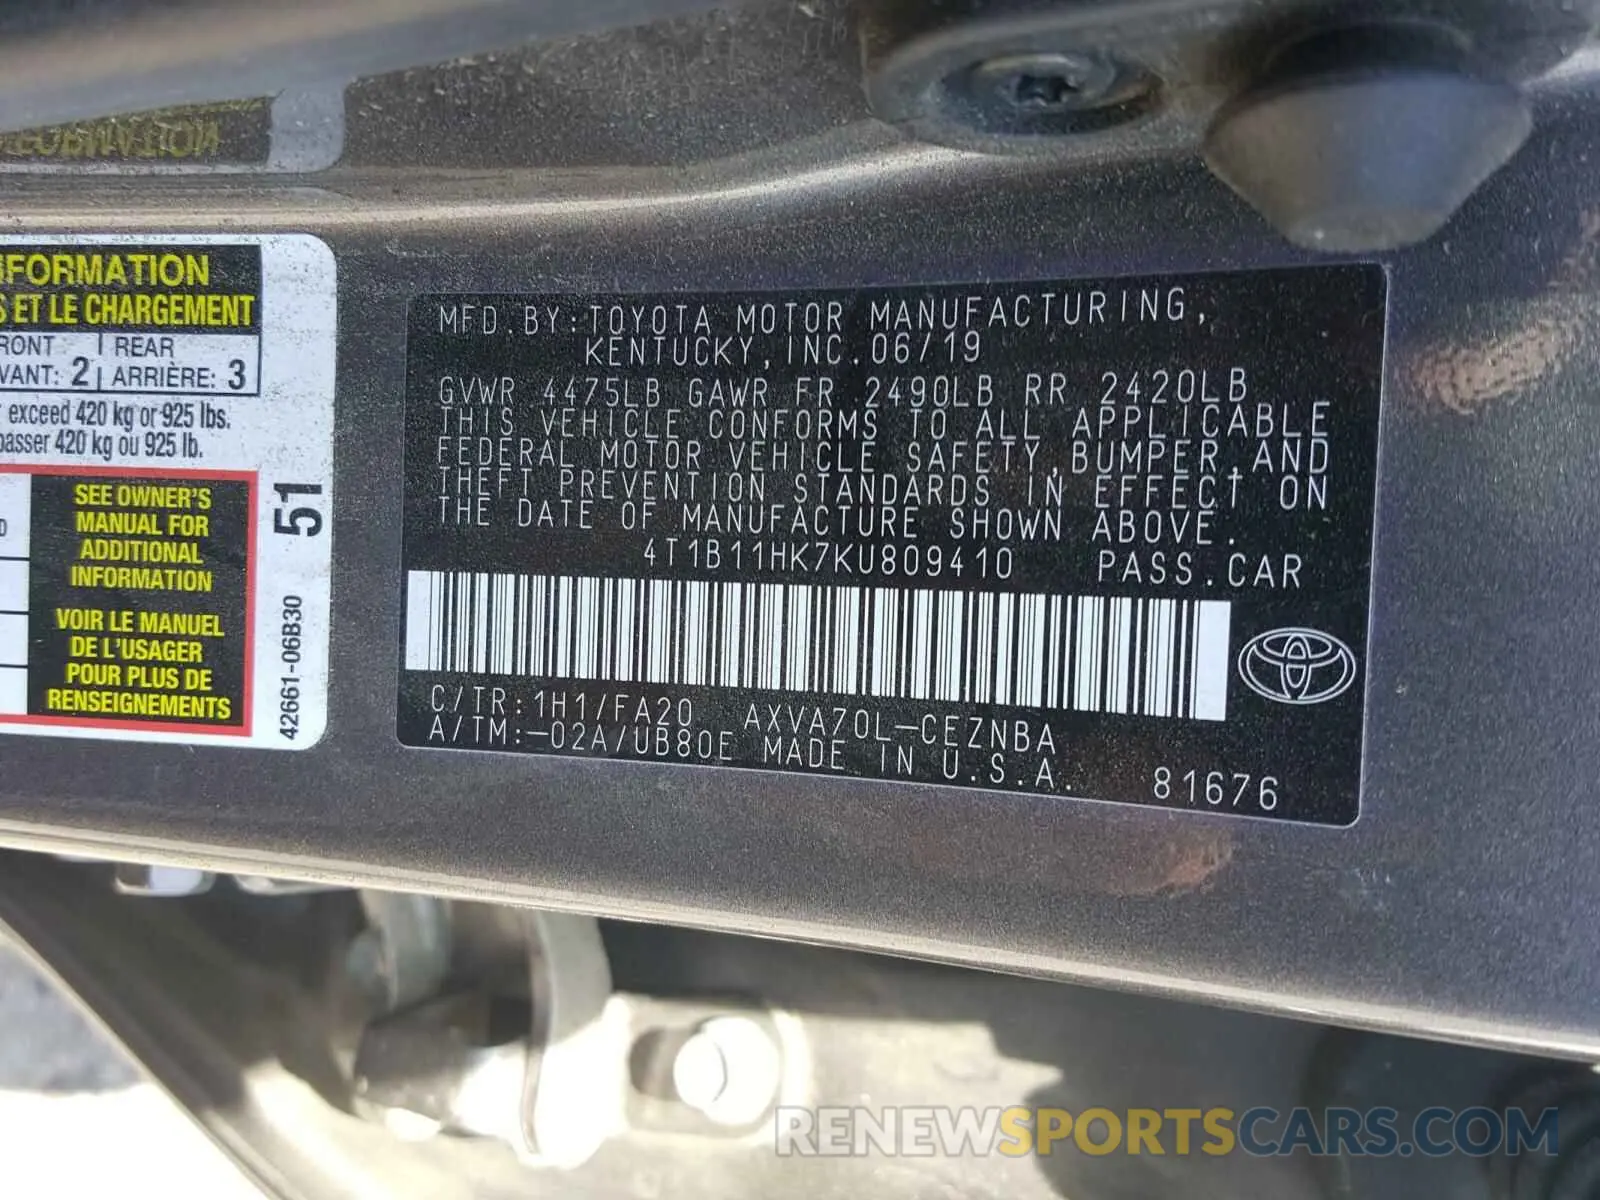 NFORMATION
S ET LE CHARGEMENT
RONT | REAR
VANT: 2 | ARRIÈRE: 3
exceed 420 kg or 925 lbs.
passer 420 kg ou 925 lb.
SEE OWNER'S
MANUAL FOR
ADDITIONAL
INFORMATION
VOIR LE MANUEL
DE L'USAGER
POUR PLUS DE
RENSEIGNEMENTS
51
42661-06B30
MFD.BY:TOYOTA MOTOR MANUFACTURING,
KENTUCKY,INC.06/19
GVWR 4475LB GAWR FR 2490LB RR 2420LB
THIS VEHICLE CONFORMS TO ALL APPLICABLE
FEDERAL MOTOR VEHICLE SAFETY,BUMPER,AND
THEFT PREVENTION STANDARDS IN EFFECT ON
THE DATE OF MANUFACTURE SHOWN ABOVE.
4T1B11HK7KU809410 PASS.CAR
C/TR:1H1/FA20 AXVA70L-CEZNBA
A/TM:-02A/UB80E MADE IN U.S.A. 81676
RENEWSPORTSCARS.COM